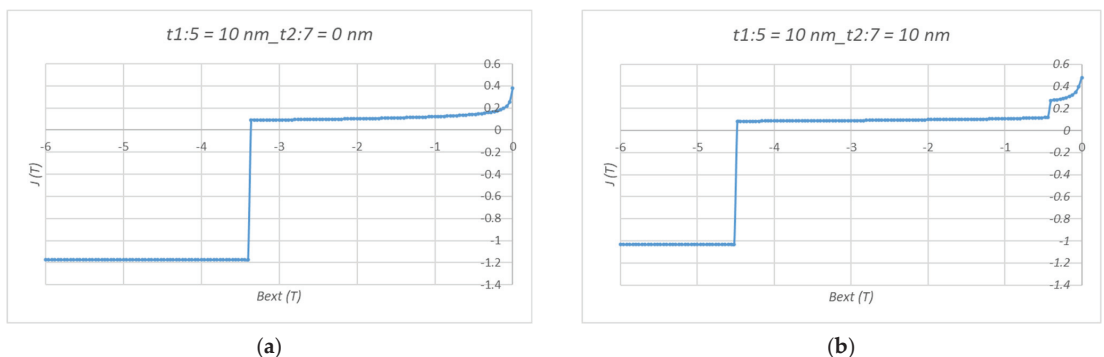 t1:5 = 10 nm_t2:7 = 0 nm
0.6
0.4
0.2
0
-0.2
-0.4
-0.6
-0.8
-1
-1.2
-1.4
-6 -5 -4 -3 -2 -1 0
J (T)
Bext (T)
(a)
t1:5 = 10 nm_t2:7 = 10 nm
0.6
0.4
0.2
0
-0.2
-0.4
-0.6
-0.8
-1
-1.2
-1.4
-6 -5 -4 -3 -2 -1 0
J (T)
Bext (T)
(b)